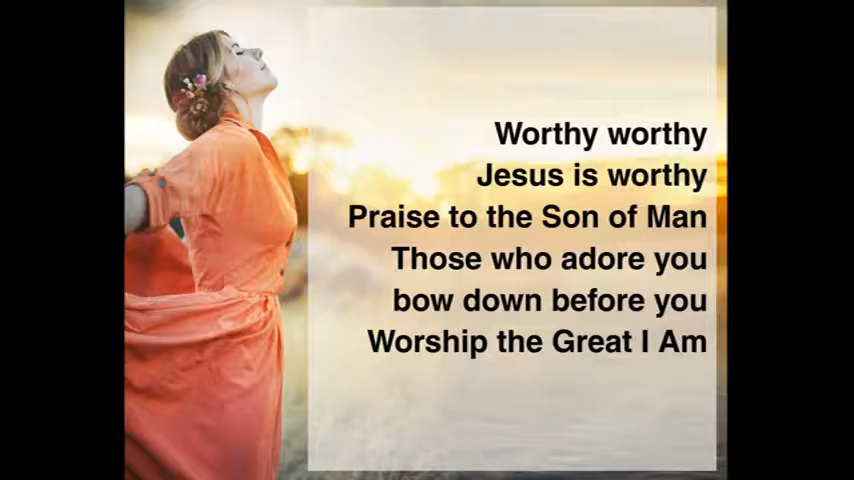 Worthy worthy
Jesus is worthy
Praise to the Son of Man
Those who adore you
bow down before you
Worship the Great I Am